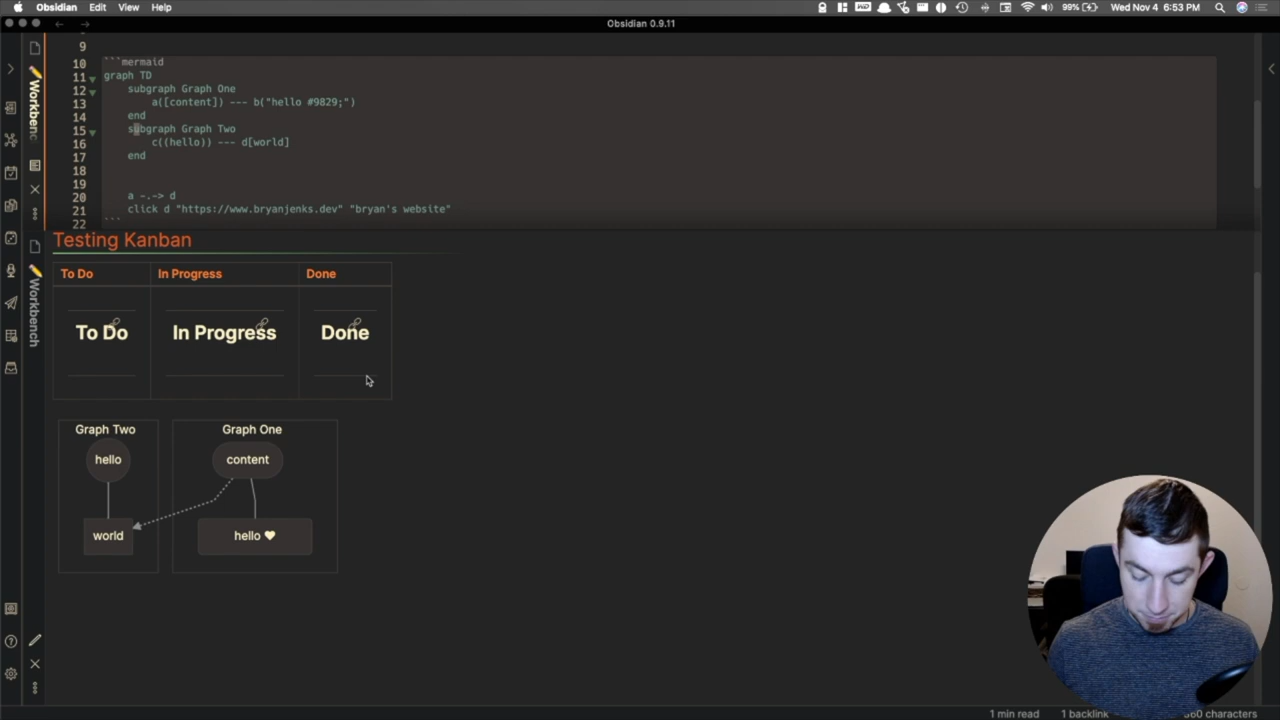 Obsidian Edit View Help
99% Wed Nov 4 6:53 PM
Obsidian 0.9.11
9
10 ```mermaid
11 graph TD
12 subgraph Graph One
13 a([content]) --- b("hello #9829;")
14 end
15 subgraph Graph Two
16 c((hello)) --- d[world]
17 end
18
19
20 a -.-> d
21 click d "https://www.bryanjenks.dev" "bryan's website"
22 ```
Workbench
Workbench
Testing Kanban
To Do In Progress Done
To Do In Progress Done
Graph Two Graph One
hello content
world hello ♥
1 min read 1 backlink 360 characters